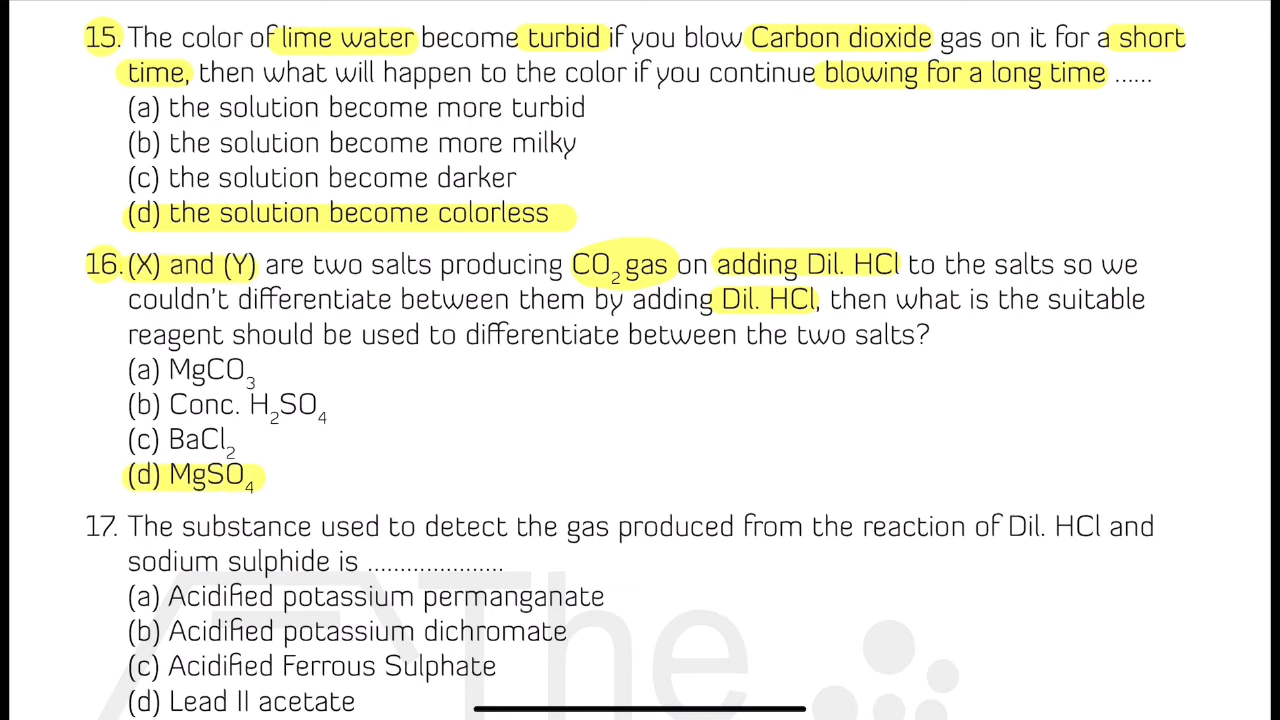 15. The color of lime water become turbid if you blow Carbon dioxide gas on it for a short
time, then what will happen to the color if you continue blowing for a long time ......
(a) the solution become more turbid
(b) the solution become more milky
(c) the solution become darker
(d) the solution become colorless
16. (X) and (Y) are two salts producing CO₂ gas on adding Dil. HCl to the salts so we
couldn't differentiate between them by adding Dil. HCl, then what is the suitable
reagent should be used to differentiate between the two salts?
(a) MgCO₃
(b) Conc. H₂SO₄
(c) BaCl₂
(d) MgSO₄
17. The substance used to detect the gas produced from the reaction of Dil. HCl and
sodium sulphide is .....................
(a) Acidified potassium permanganate
(b) Acidified potassium dichromate
(c) Acidified Ferrous Sulphate
(d) Lead II acetate
The